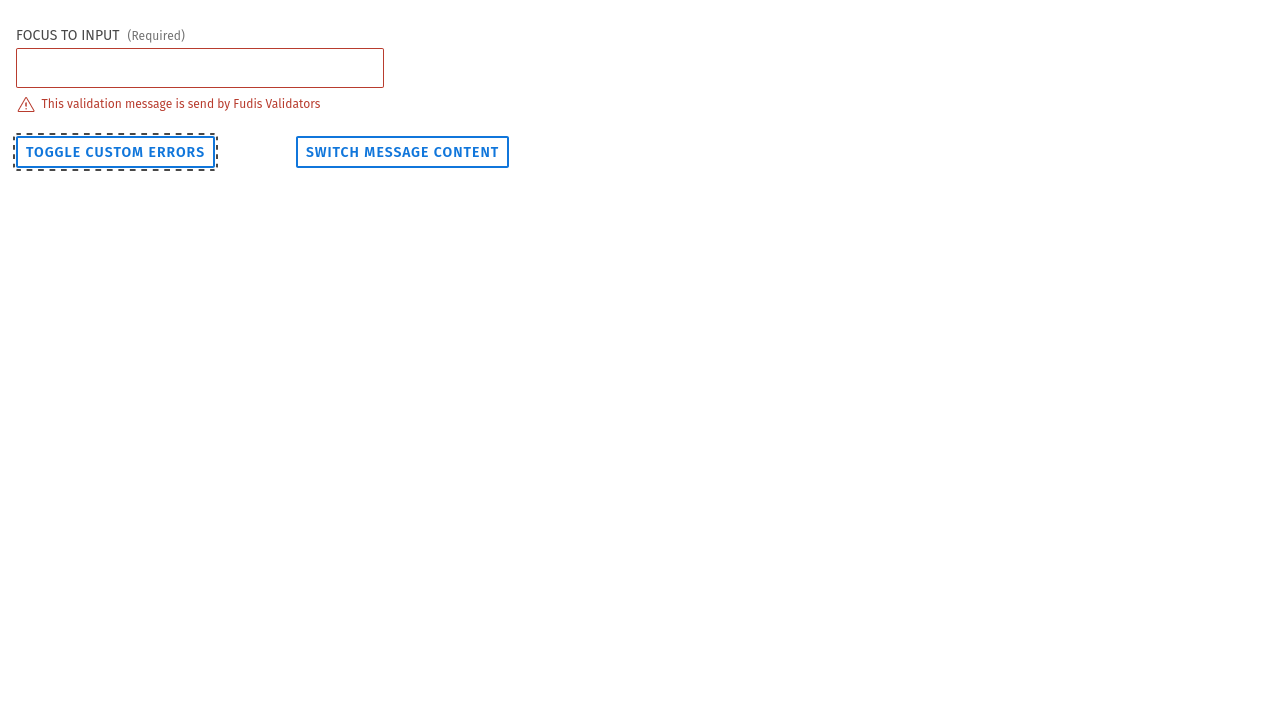 FOCUS TO INPUT (Required)
This validation message is send by Fudis Validators
TOGGLE CUSTOM ERRORS SWITCH MESSAGE CONTENT